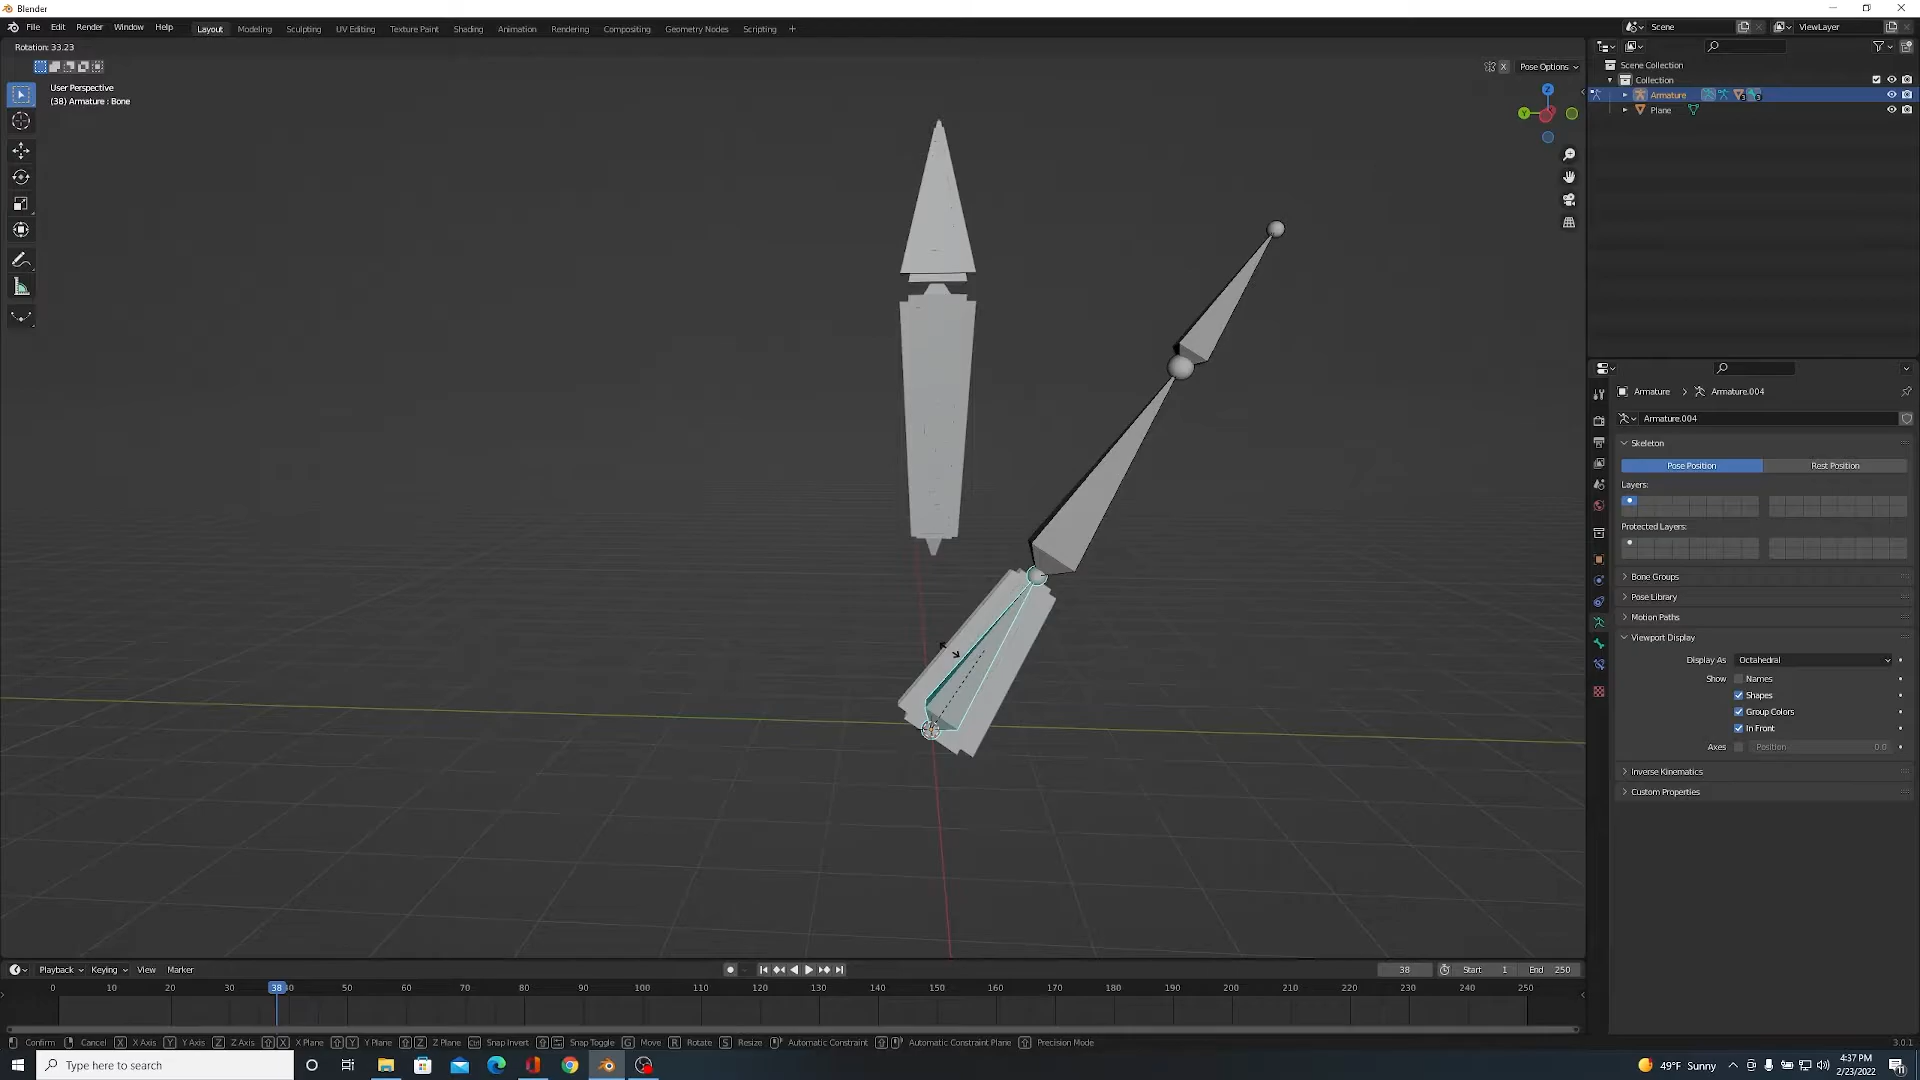 Blender
File Edit Render Window Help Layout Modeling Sculpting UV Editing Texture Paint Shading Animation Rendering Compositing Geometry Nodes Scripting + Scene ViewLayer
Rotation: 33.23
X Pose Options
User Perspective
(38) Armature : Bone
Z
Y
Scene Collection
Collection
Armature
Plane
Armature > Armature.004
Armature.004
Skeleton
Pose Position Rest Position
Layers:
Protected Layers:
Bone Groups
Pose Library
Motion Paths
Viewport Display
Display As Octahedral
Show Names
Shapes
Group Colors
In Front
Axes Position 0.0
Inverse Kinematics
Custom Properties
Playback Keying View Marker 38 Start 1 End 250
0 10 20 30 38 50 60 70 80 90 100 110 120 130 140 150 160 170 180 190 200 210 220 230 240 250
Confirm Cancel X X Axis Y Y Axis Z Z Axis X X Plane Y Y Plane Z Z Plane Ctrl Snap Invert Snap Toggle G Move R Rotate S Resize Automatic Constraint Automatic Constraint Plane Precision Mode 3.0.1
Type here to search 49°F Sunny 4:37 PM
2/23/2022